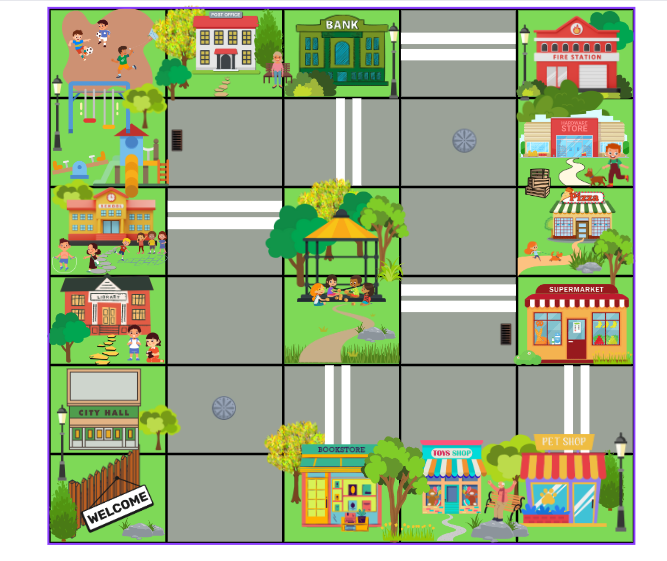 POST OFFICE
BANK
FIRE STATION
HARDWARE
STORE
SCHOOL
Pizza
LIBRARY
SUPERMARKET
CITY HALL
BOOKSTORE
TOYS SHOP
PET SHOP
WELCOME